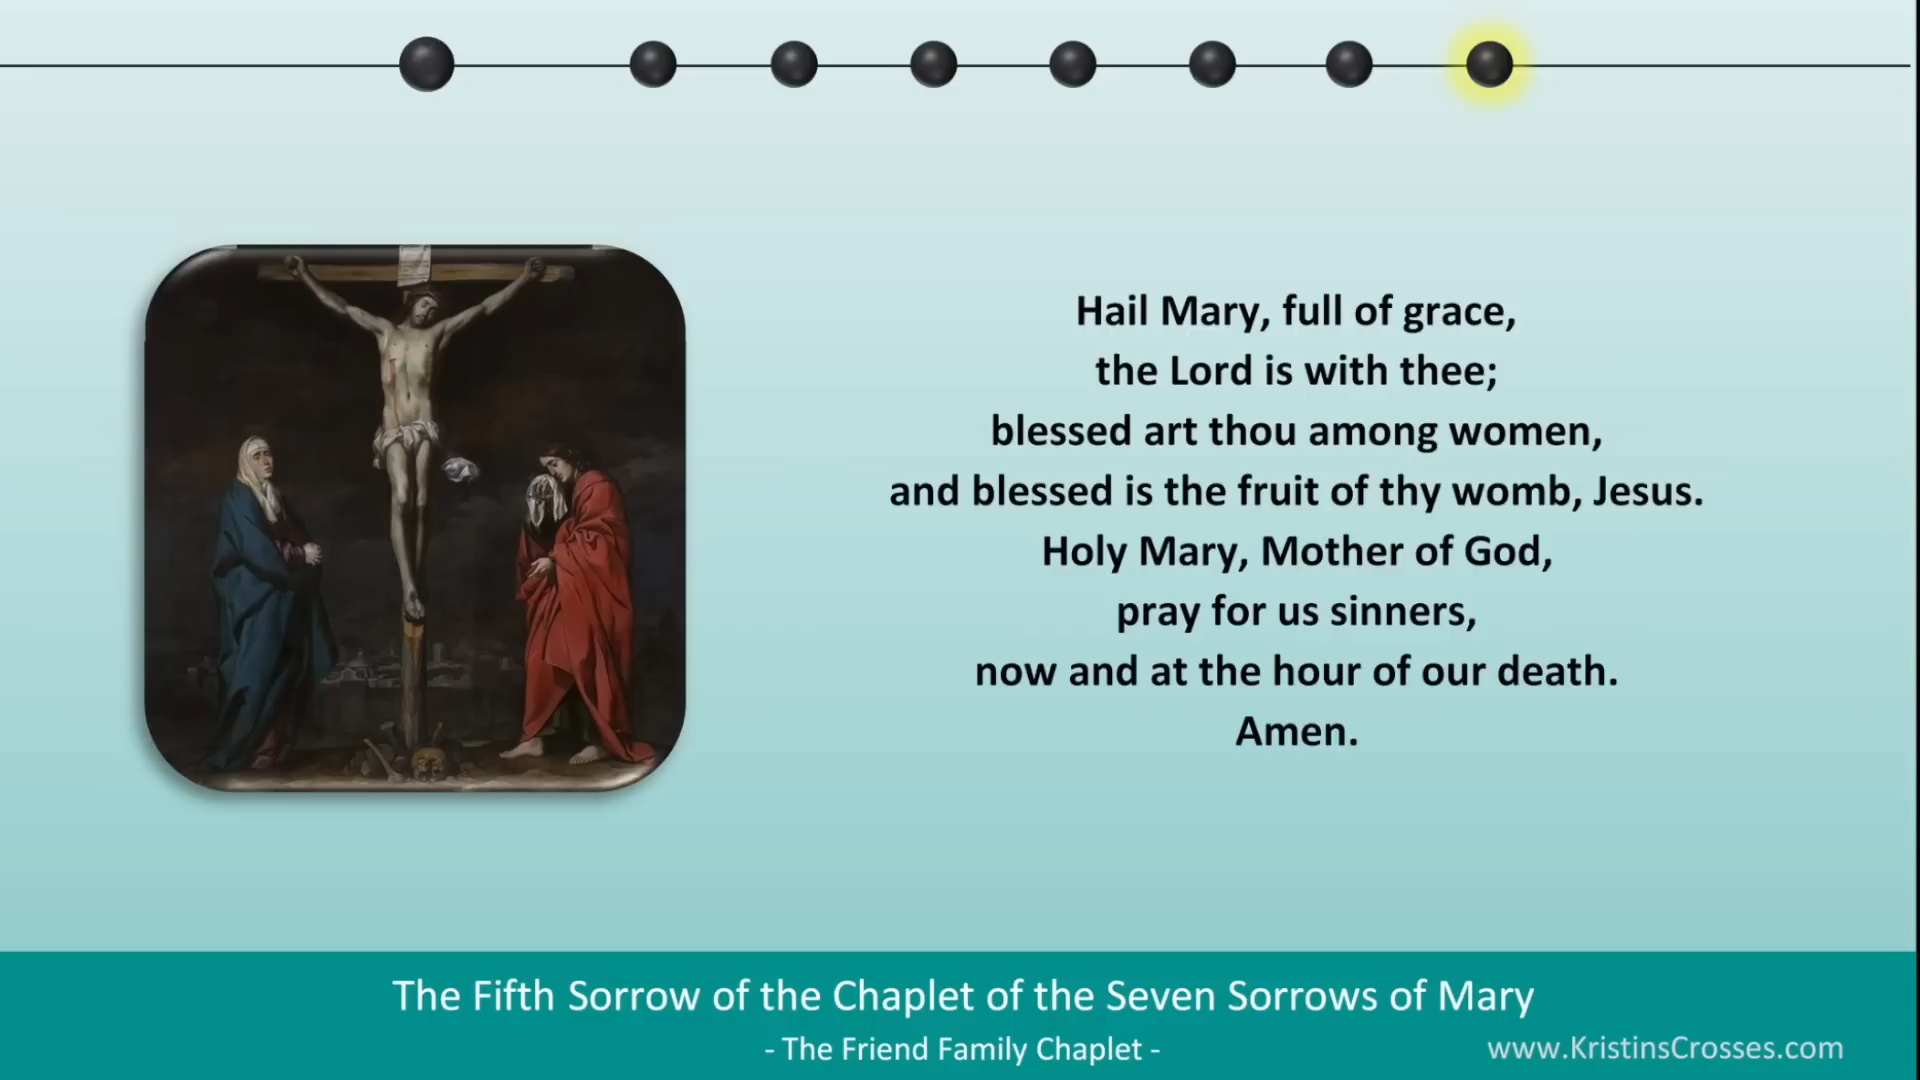 Hail Mary, full of grace,
the Lord is with thee;
blessed art thou among women,
and blessed is the fruit of thy womb, Jesus.
Holy Mary, Mother of God,
pray for us sinners,
now and at the hour of our death.
Amen.
The Fifth Sorrow of the Chaplet of the Seven Sorrows of Mary
- The Friend Family Chaplet -
www.KristinsCrosses.com